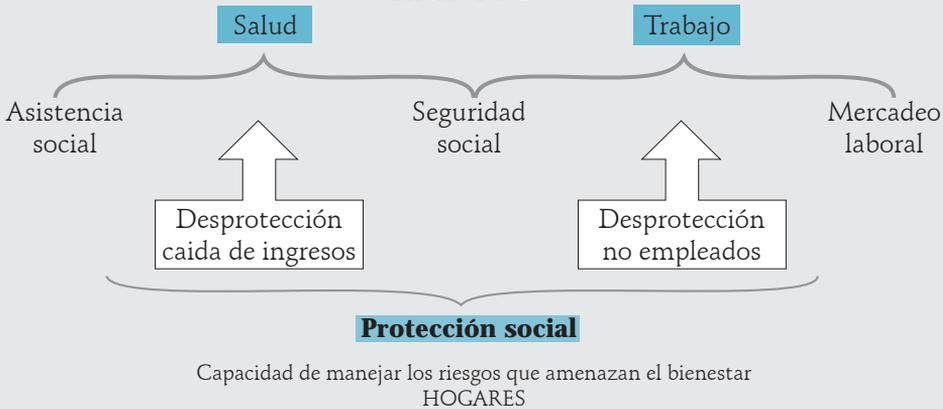 Salud
Trabajo
Asistencia
social
Seguridad
social
Mercadeo
laboral
Desprotección
caida de ingresos
Desprotección
no empleados
Protección social
Capacidad de manejar los riesgos que amenazan el bienestar
HOGARES